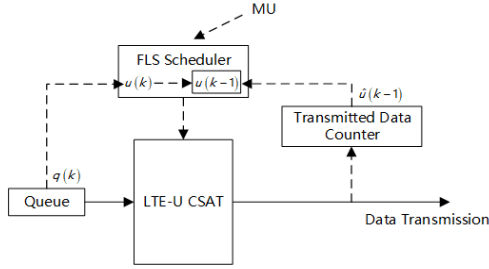 MU
FLS Scheduler
u(k) u(k−1)
û(k−1)
Transmitted Data
Counter
q(k)
Queue
LTE-U CSAT
Data Transmission